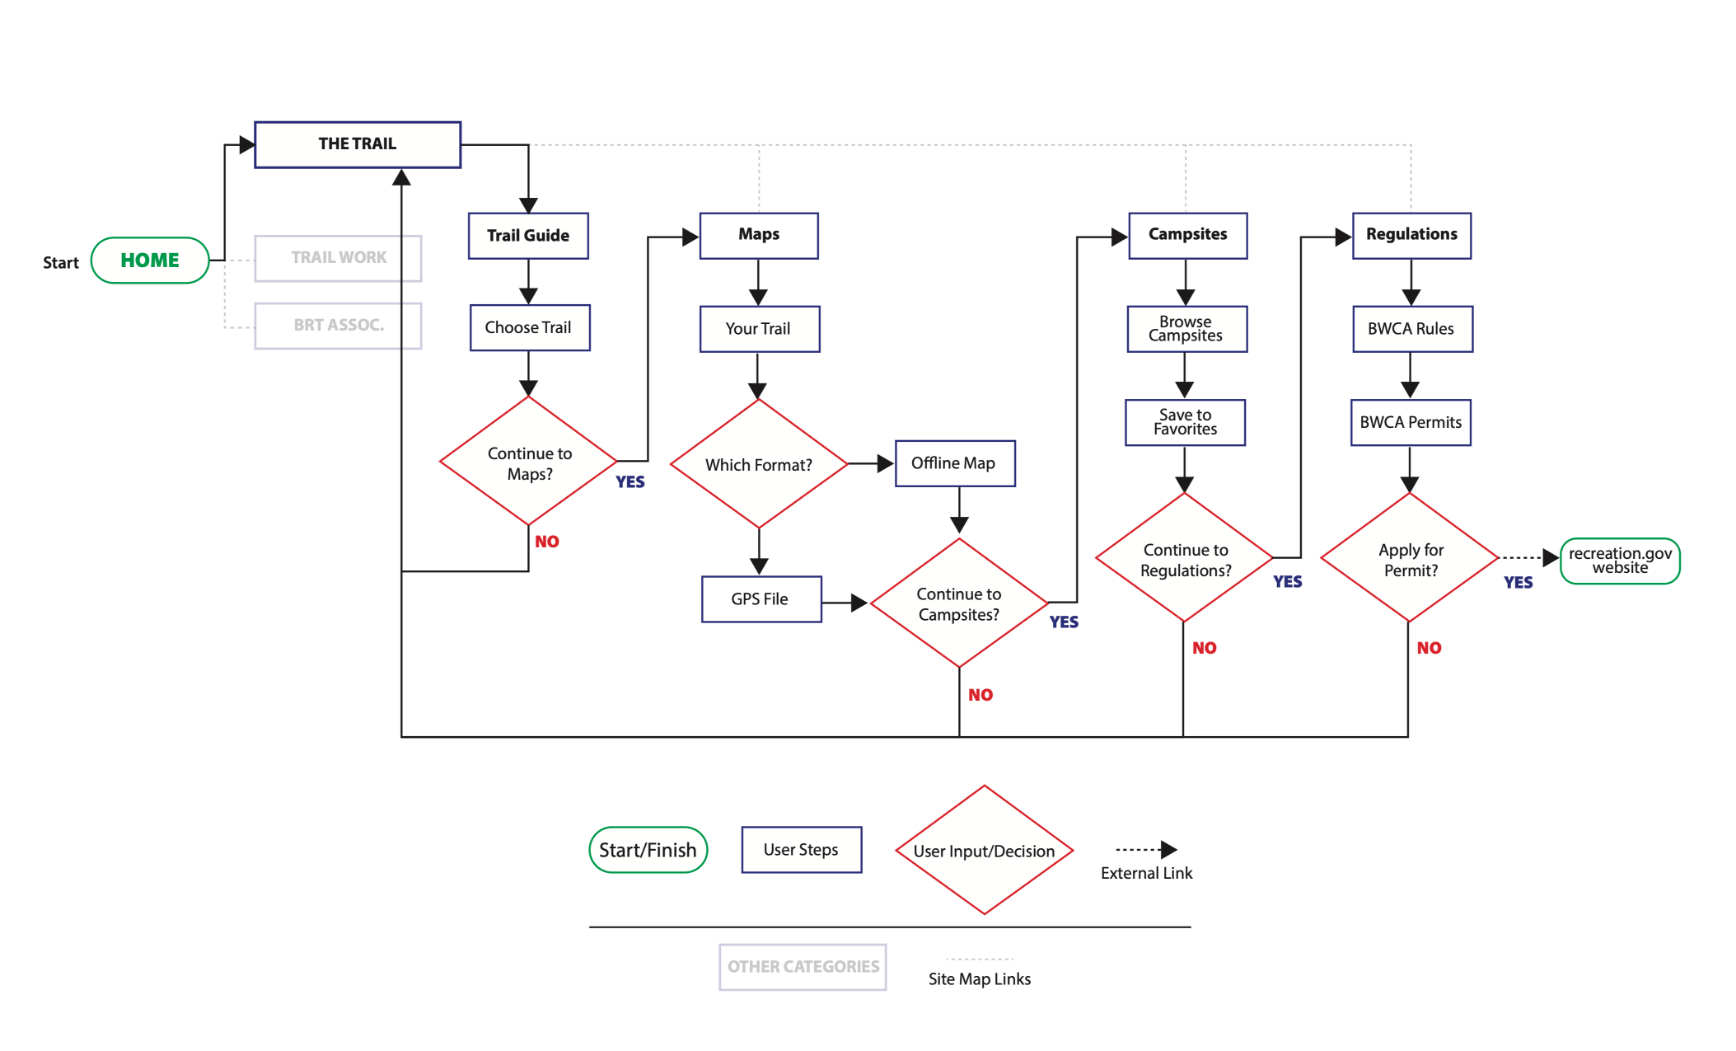 THE TRAIL
Start
HOME
TRAIL WORK
BRT ASSOC.
Trail Guide
Choose Trail
Continue to
Maps?
YES
NO
Maps
Your Trail
Which Format?
Offline Map
GPS File
Continue to
Campsites?
YES
NO
Campsites
Browse
Campsites
Save to
Favorites
Continue to
Regulations?
YES
NO
Regulations
BWCA Rules
BWCA Permits
Apply for
Permit?
YES
NO
recreation.gov
website
Start/Finish
User Steps
User Input/Decision
External Link
OTHER CATEGORIES
Site Map Links